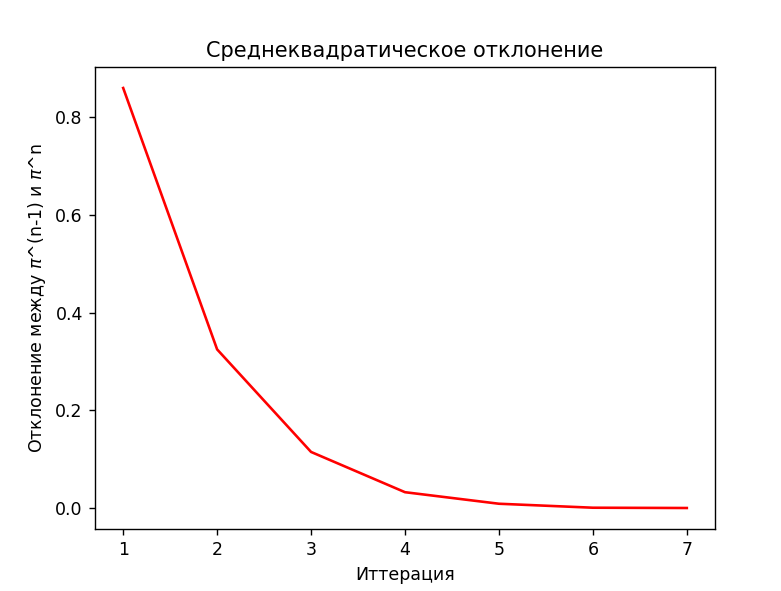 Среднеквадратическое отклонение
Отклонение между π^(n-1) и π^n
0.8
0.6
0.4
0.2
0.0
1 2 3 4 5 6 7
Иттерация